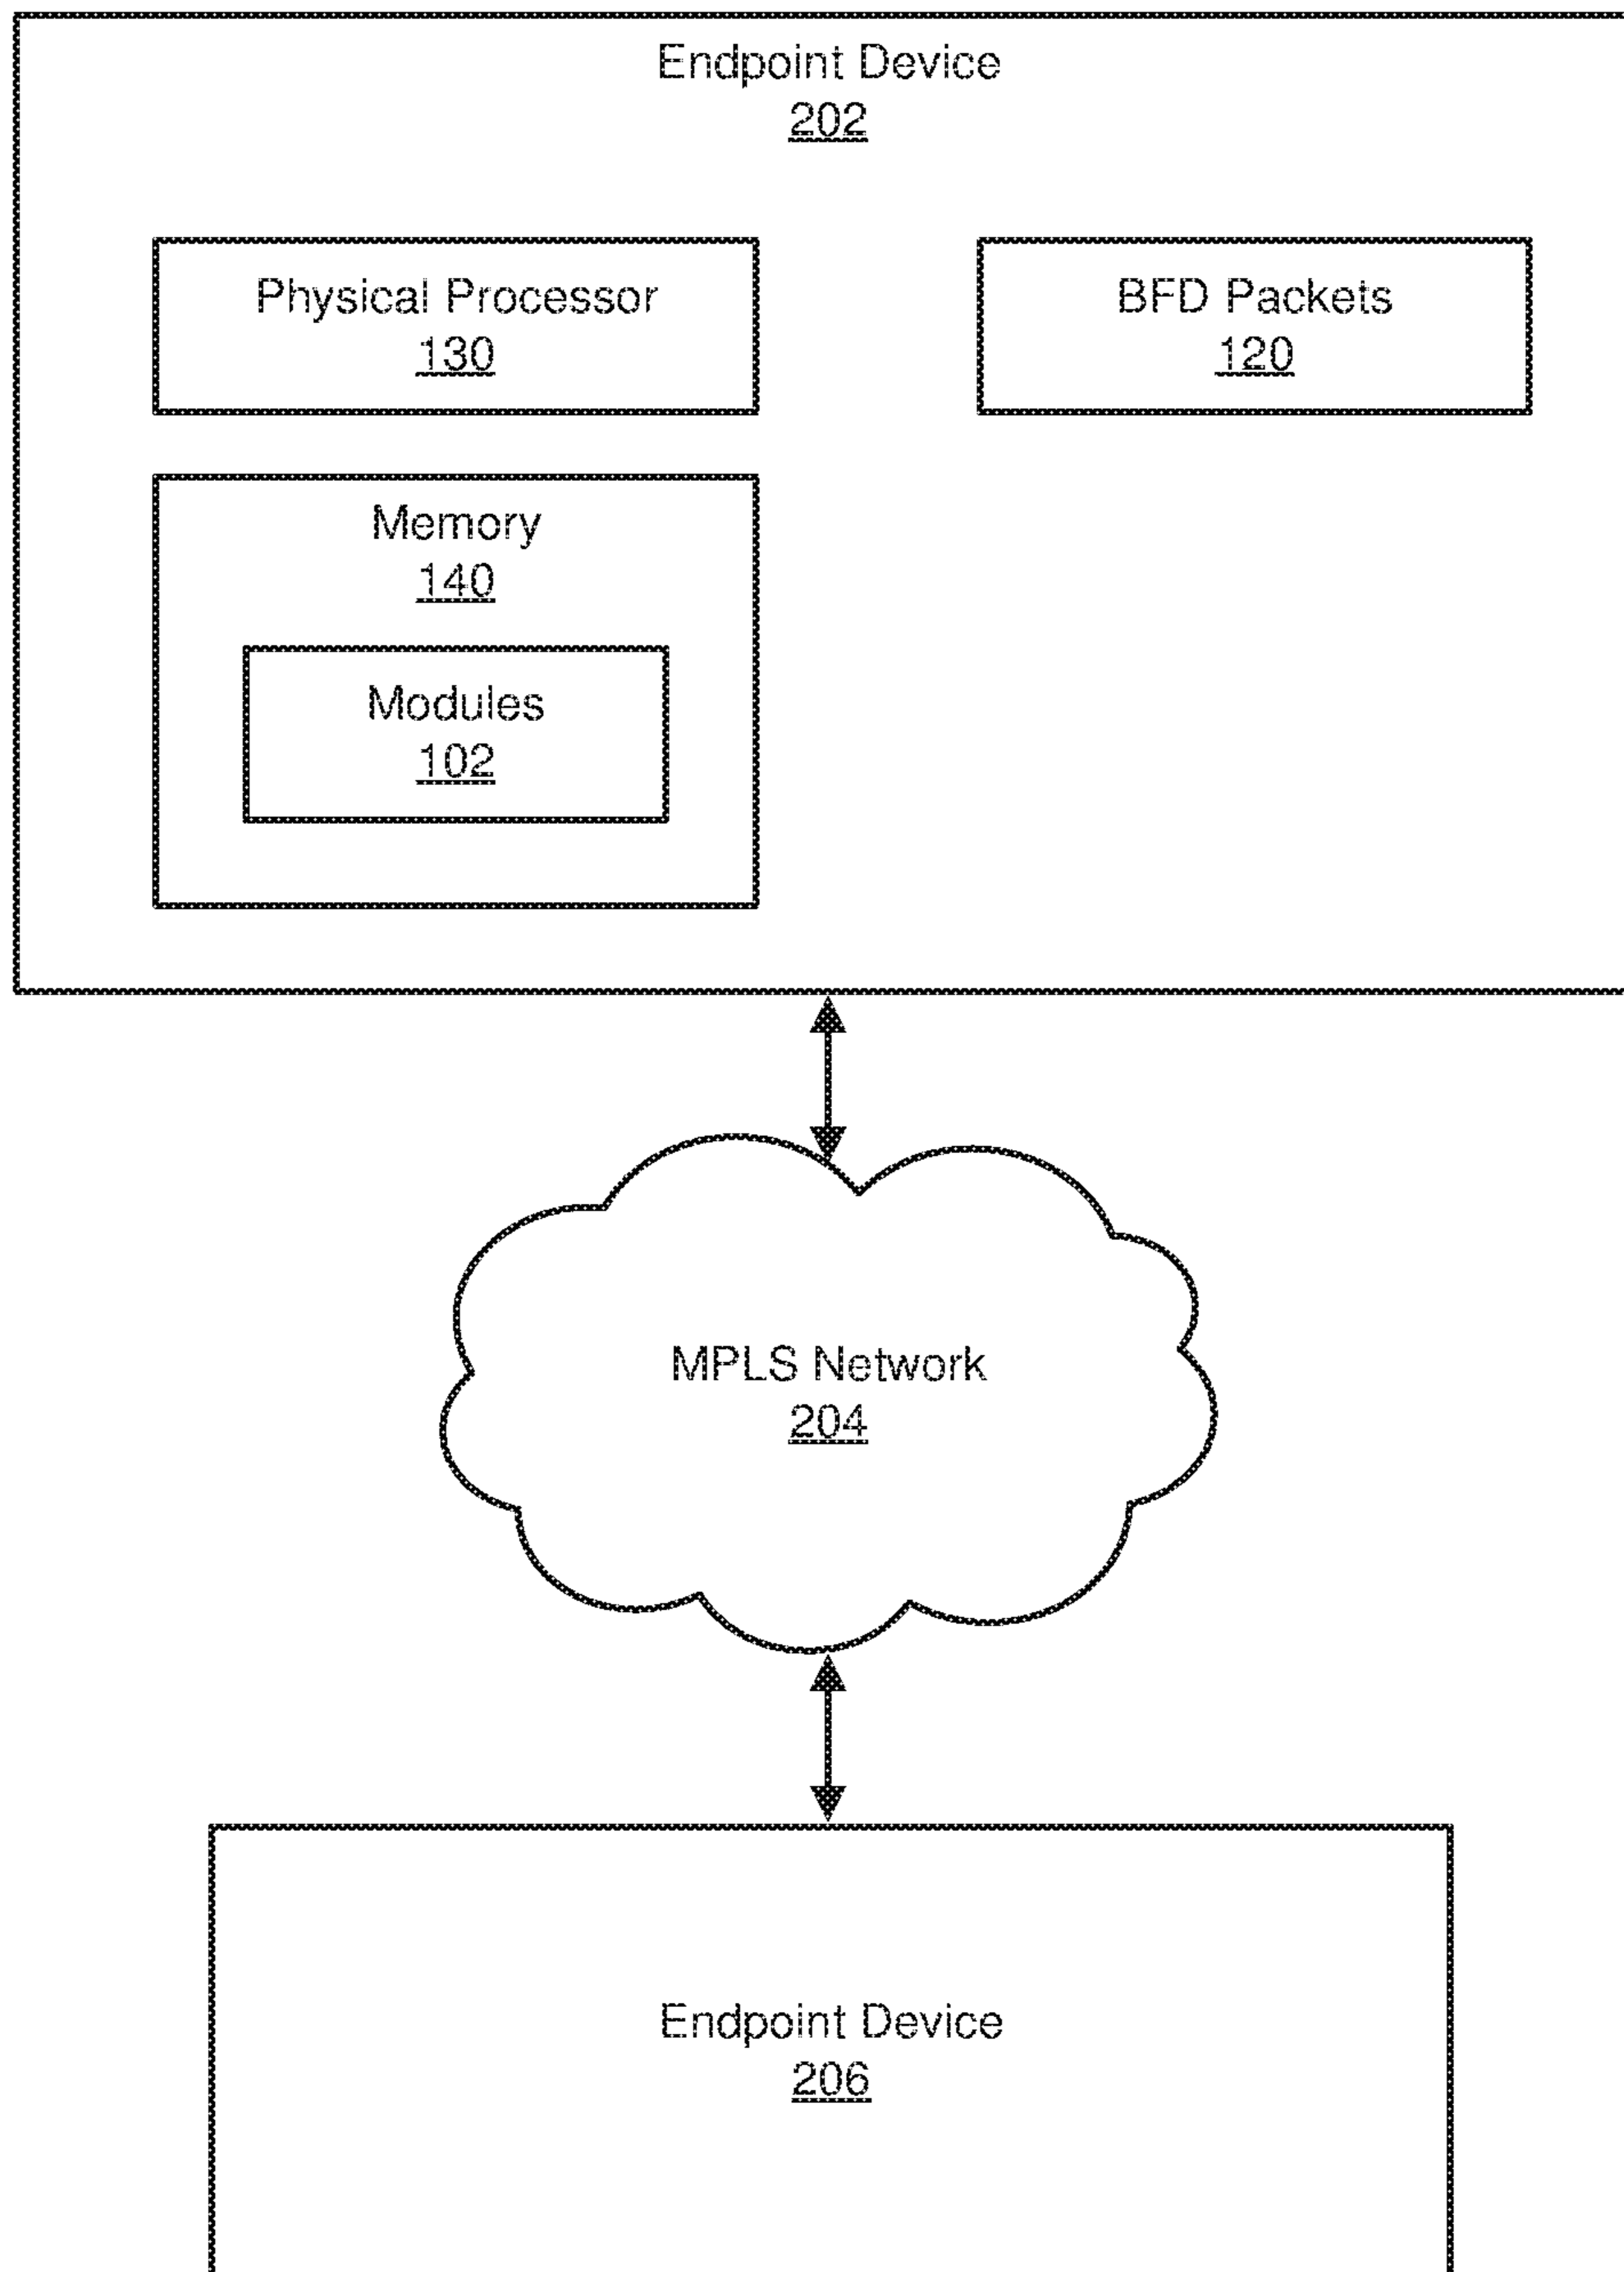 Endpoint Device
202
Physical Processor
130
BFD Packets
120
Memory
140
Modules
102
MPLS Network
204
Endpoint Device
206